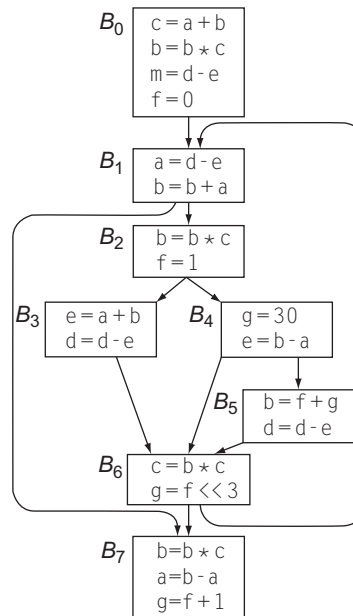 B0
c=a+b
b=b*c
m=d-e
f=0
B1
a=d-e
b=b+a
B2
b=b*c
f=1
B3
e=a+b
d=d-e
B4
g=30
e=b-a
B5
b=f+g
d=d-e
B6
c=b*c
g=f<<3
B7
b=b*c
a=b-a
g=f+1